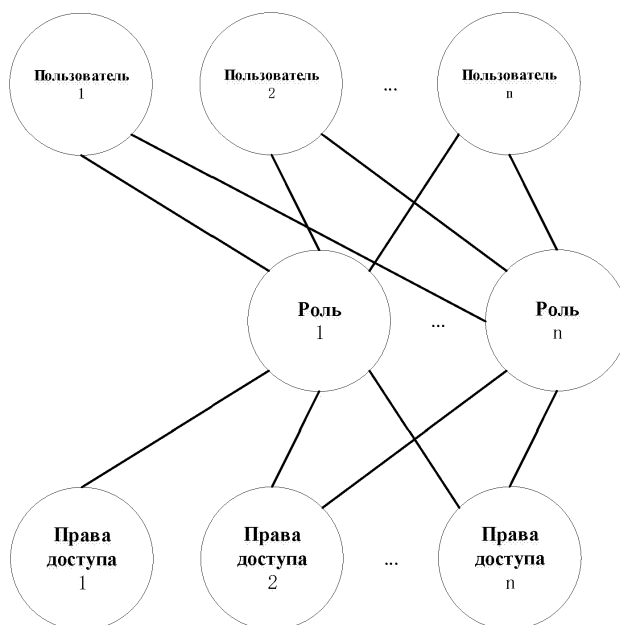 Пользователь
1
Пользователь
2
...
Пользователь
n
Роль
1
...
Роль
n
Права
доступа
1
Права
доступа
2
...
Права
доступа
n